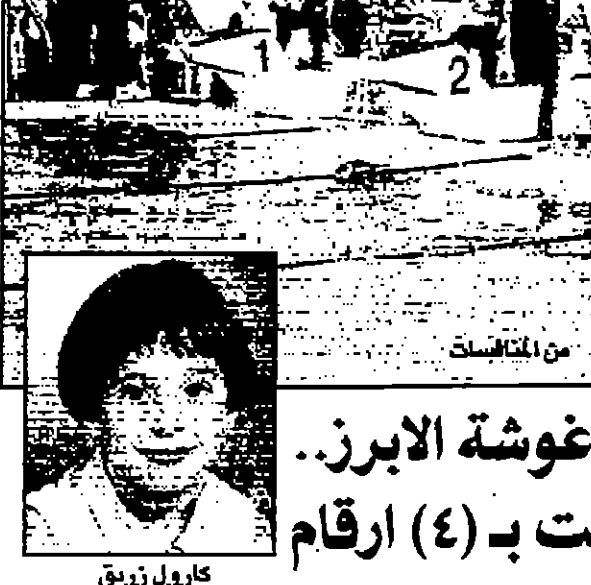 1
2
من المنافسات
غوشة الابرز..
ت بـ (٤) ارقام
كارول زريق